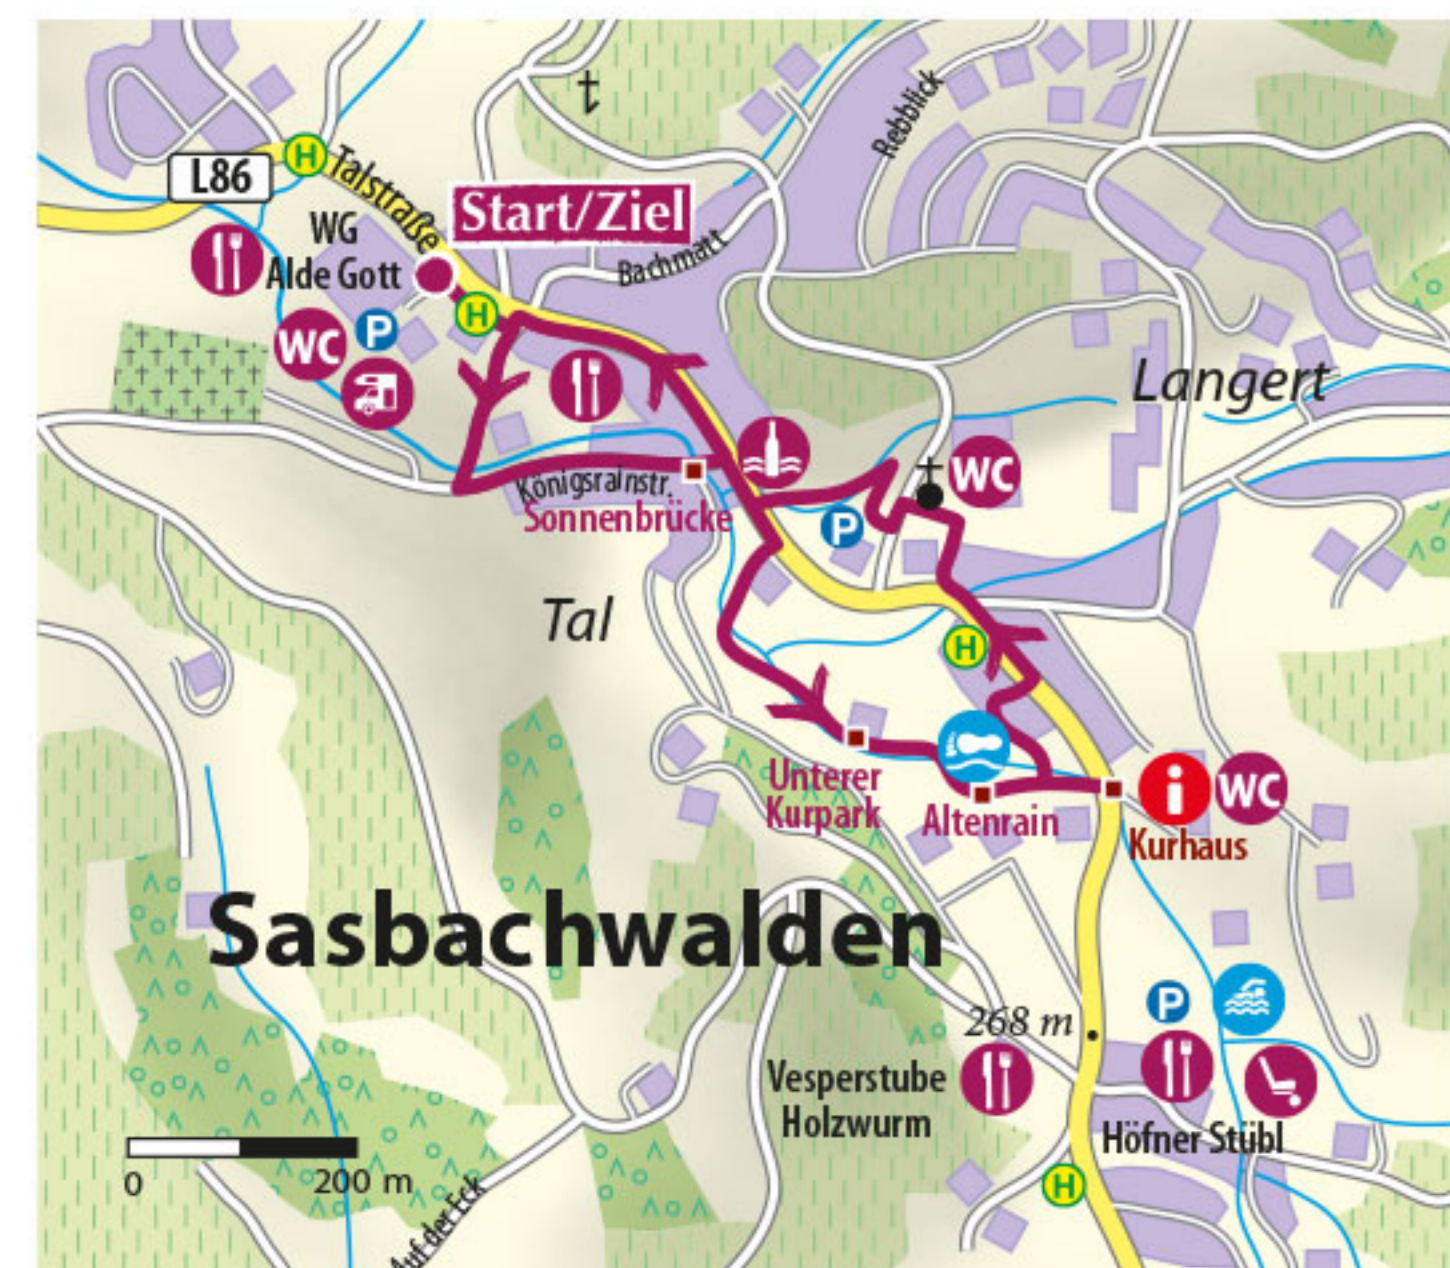 Rebblick
H
Talstraße
L86
Start/Ziel
WG
Alde Gott
Bachmatt
H
WC
P
Langert
WC
Königsrainstr.
Sonnenbrücke
P
Tal
H
Unterer
Kurpark
Altenrain
i
WC
Kurhaus
Sasbachwalden
268 m
P
Vesperstube
Holzwurm
Höfner Stübl
0
200 m
H
Auf der Eck